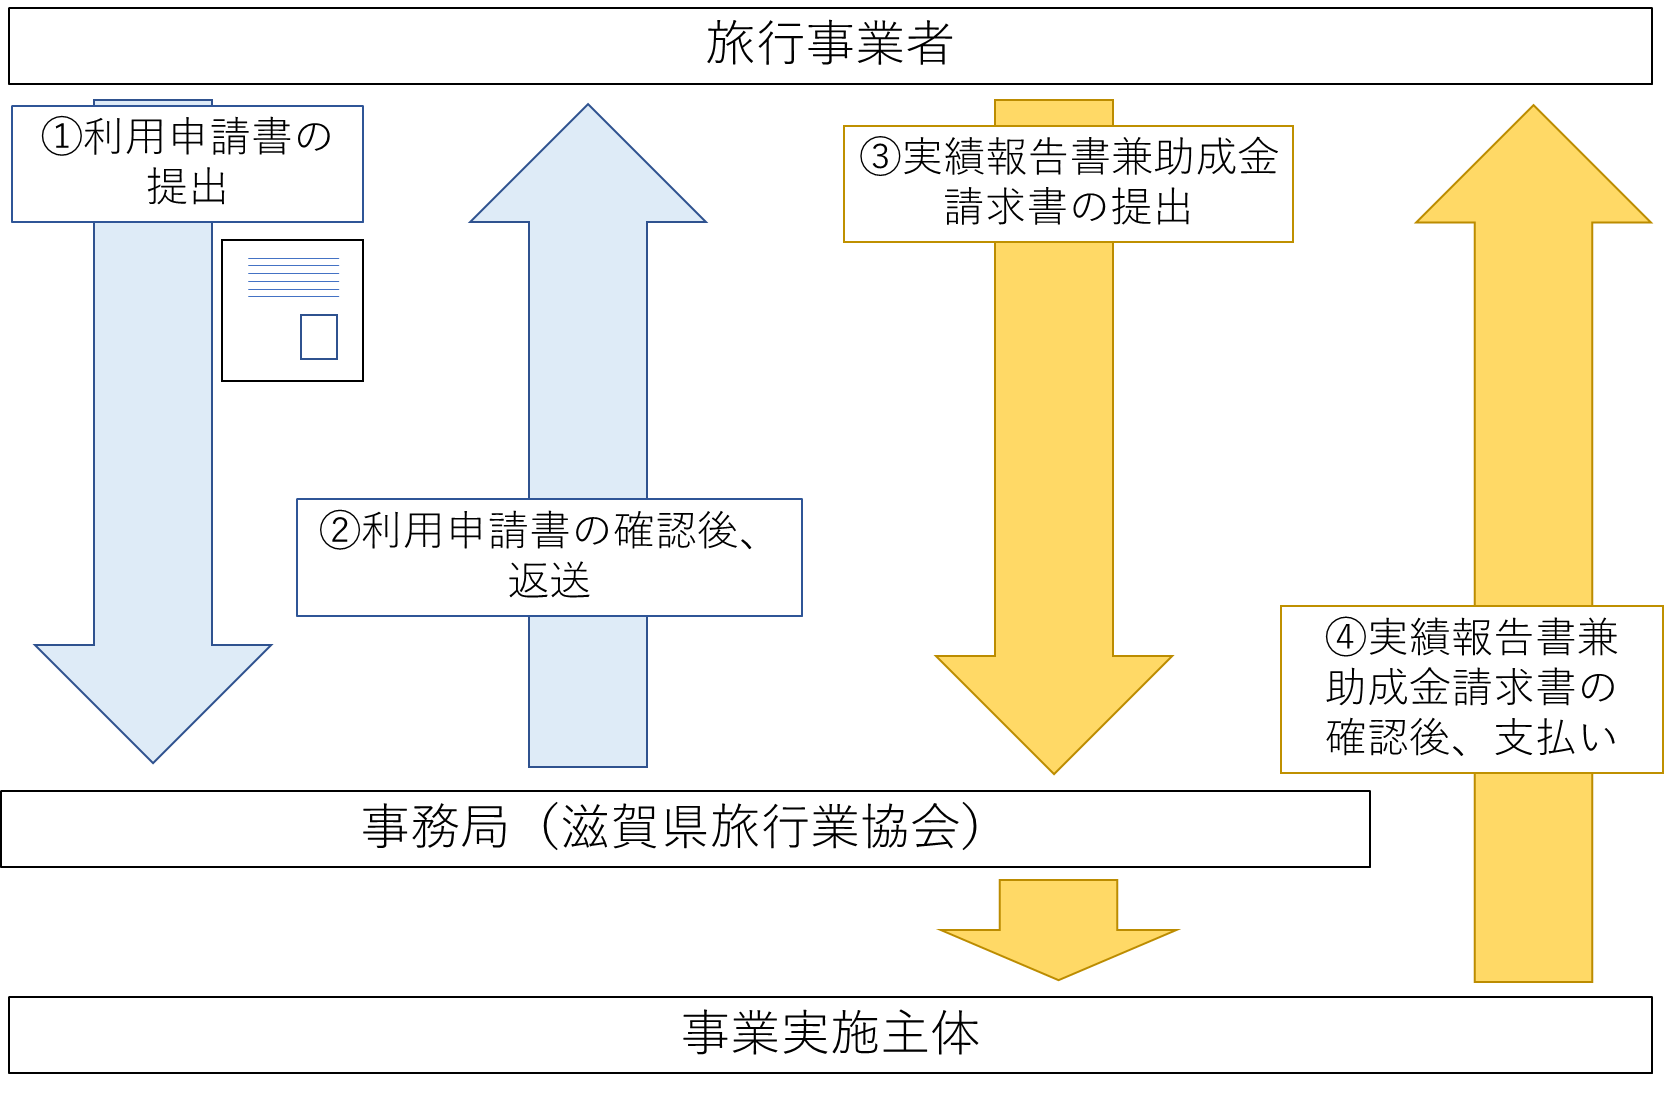 旅行事業者
①利用申請書の
提出
③実績報告書兼助成金
請求書の提出
②利用申請書の確認後、
返送
④実績報告書兼
助成金請求書の
確認後、支払い
事務局（滋賀県旅行業協会）
事業実施主体